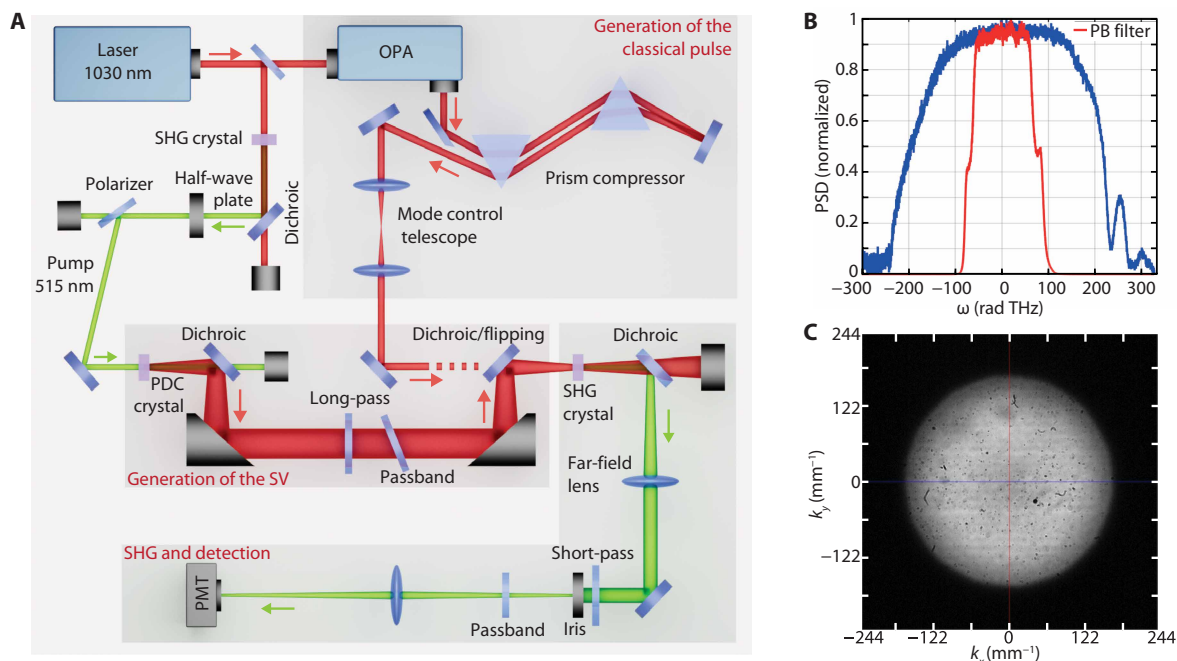 A
Laser
1030 nm
OPA
Generation of the
classical pulse
SHG crystal
Prism compressor
Polarizer
Half-wave
plate
Dichroic
Mode control
telescope
Pump
515 nm
Dichroic
Dichroic/flipping
Dichroic
PDC
crystal
Long-pass
SHG
crystal
Passband
Generation of the SV
Far-field
lens
SHG and detection
Short-pass
PMT
Passband
Iris
B
PSD (normalized)
1
0.8
0.6
0.4
0.2
0
PB filter
−300 −200 −100 0 100 200 300
ω (rad THz)
C
244
122
0
−122
k_y (mm⁻¹)
−244 −122 0 122 244
k_x (mm⁻¹)